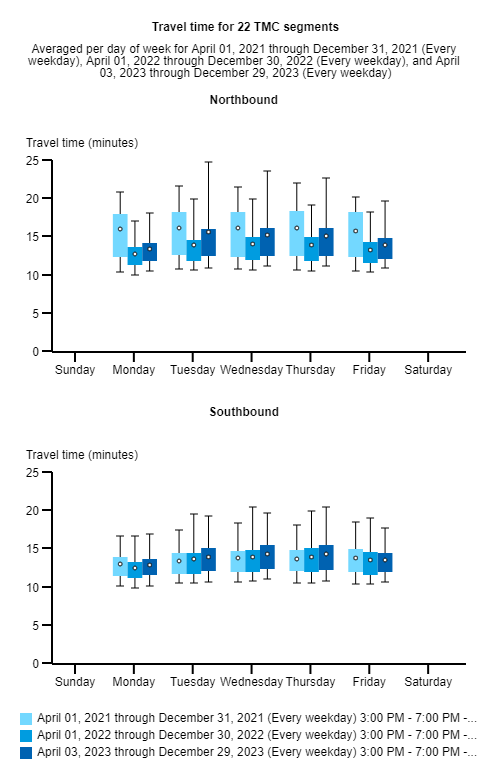 Travel time for 22 TMC segments
Averaged per day of week for April 01, 2021 through December 31, 2021 (Every
weekday), April 01, 2022 through December 30, 2022 (Every weekday), and April
03, 2023 through December 29, 2023 (Every weekday)
Northbound
Travel time (minutes)
25
20
15
10
5
0
Sunday Monday Tuesday Wednesday Thursday Friday Saturday
Southbound
Travel time (minutes)
25
20
15
10
5
0
Sunday Monday Tuesday Wednesday Thursday Friday Saturday
April 01, 2021 through December 31, 2021 (Every weekday) 3:00 PM - 7:00 PM -...
April 01, 2022 through December 30, 2022 (Every weekday) 3:00 PM - 7:00 PM -...
April 03, 2023 through December 29, 2023 (Every weekday) 3:00 PM - 7:00 PM -...